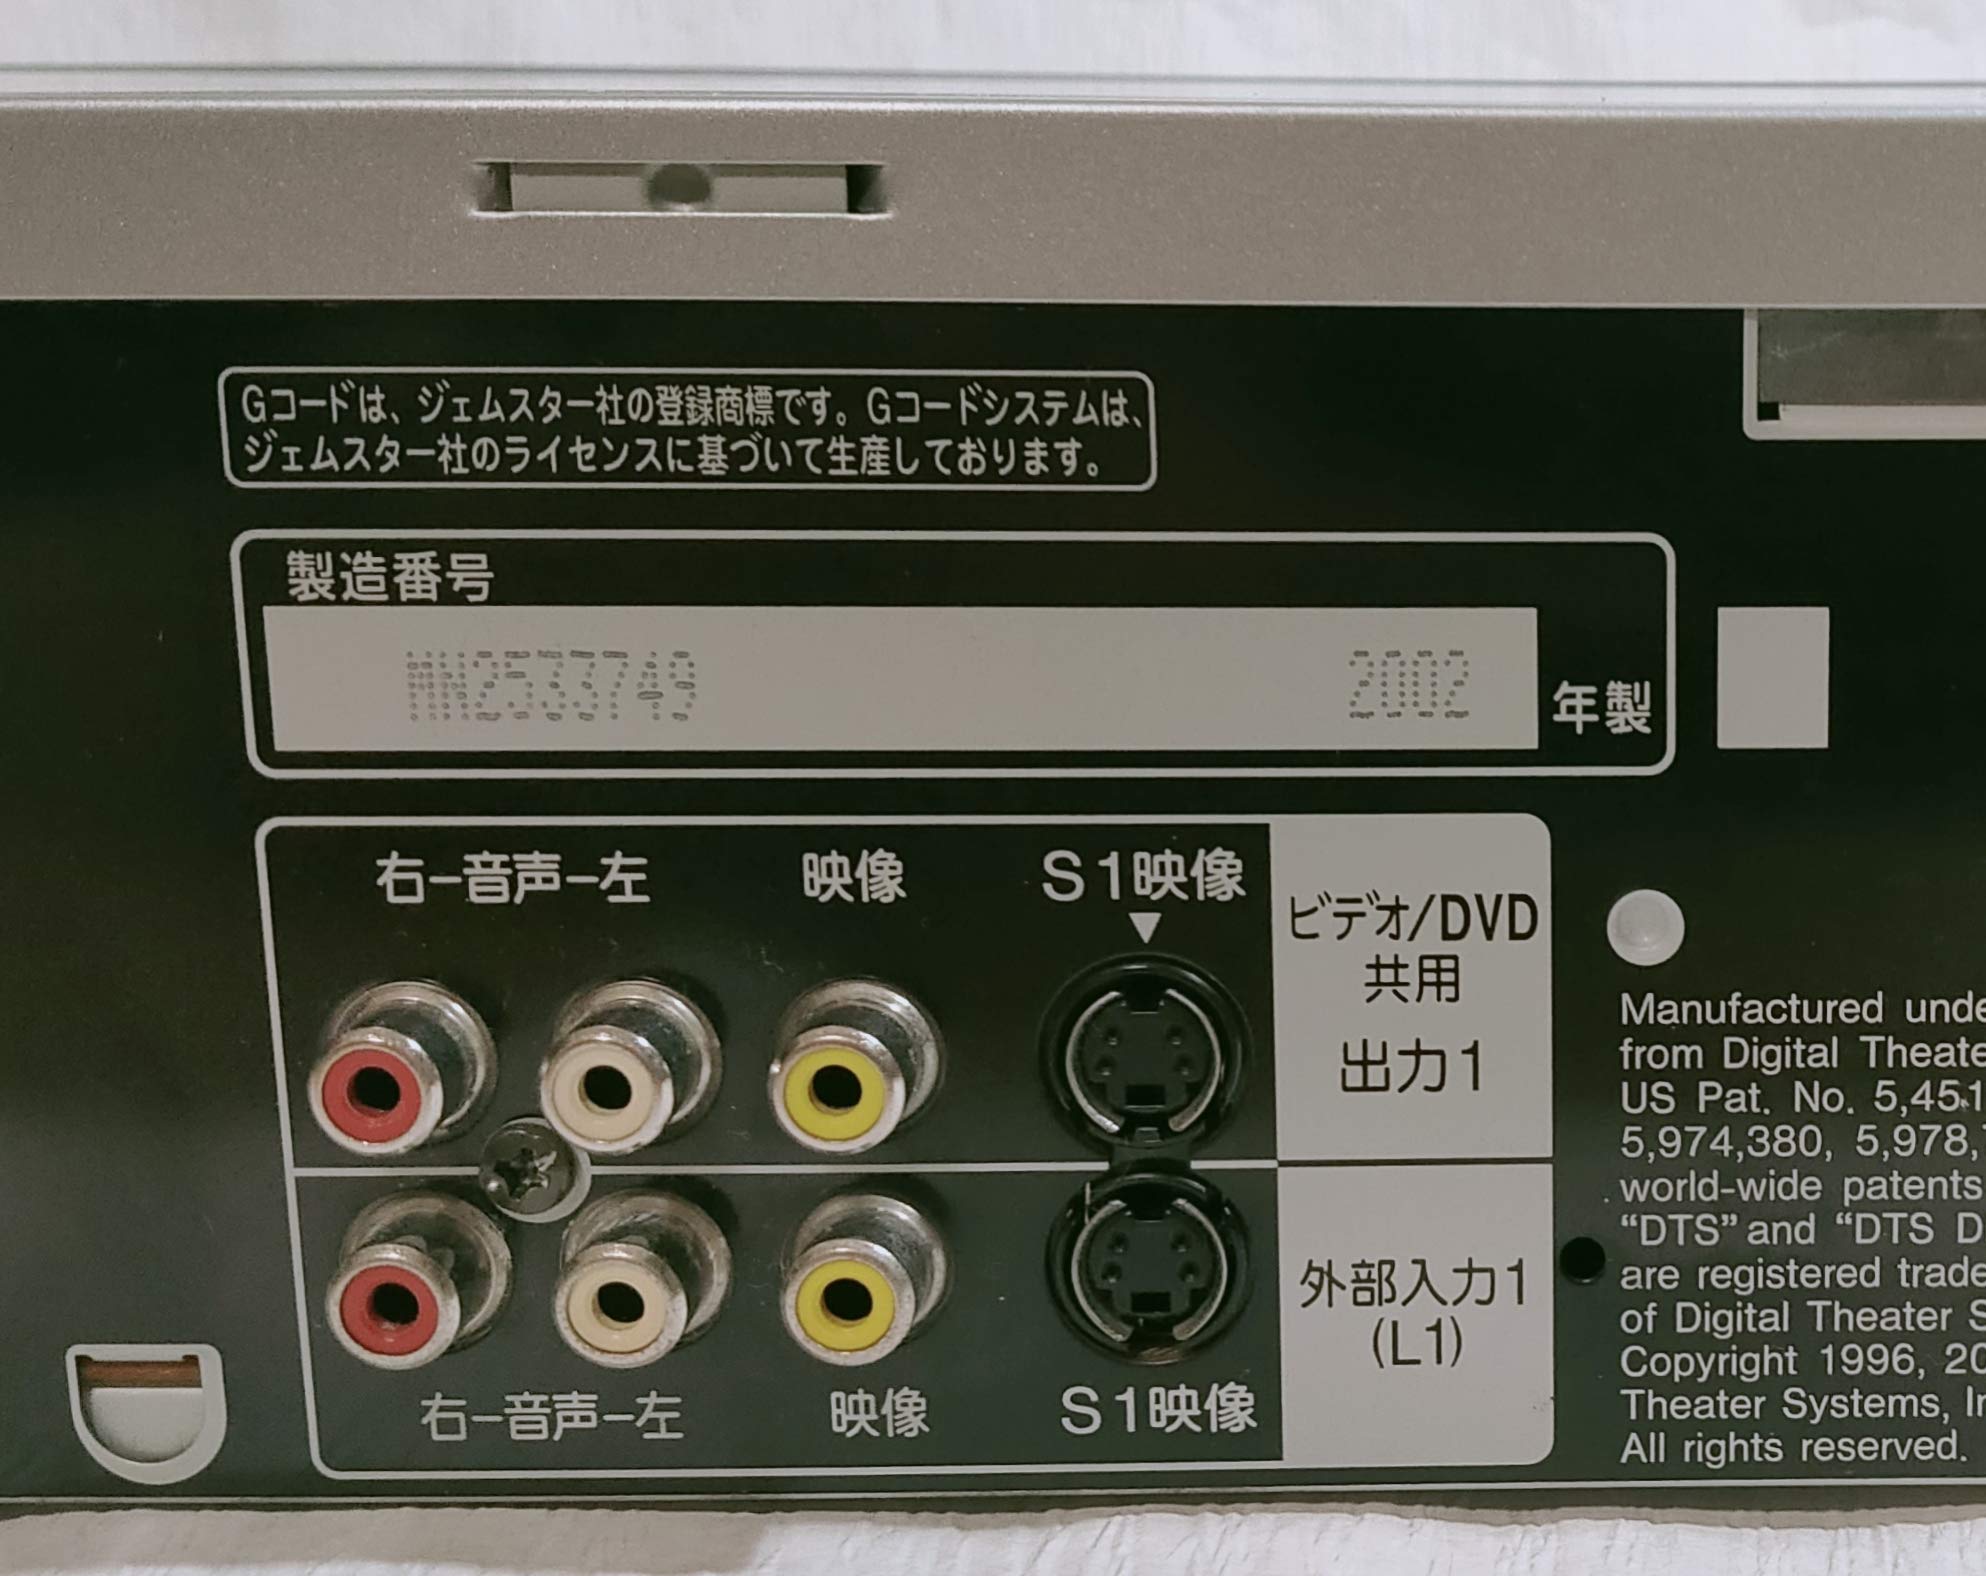 Gコードは、ジェムスター社の登録商標です。Gコードシステムは、
ジェムスター社のライセンスに基づいて生産しております。
製造番号
2002 年製
右-音声-左 映像 S1映像
ビデオ/DVD
共用
出力1
外部入力1
(L1)
右-音声-左 映像 S1映像
Manufactured unde
from Digital Theate
US Pat. No. 5,451
5,974,380, 5,978,
world-wide patents
“DTS” and “DTS D
are registered trade
of Digital Theater S
Copyright 1996, 20
Theater Systems, In
All rights reserved.